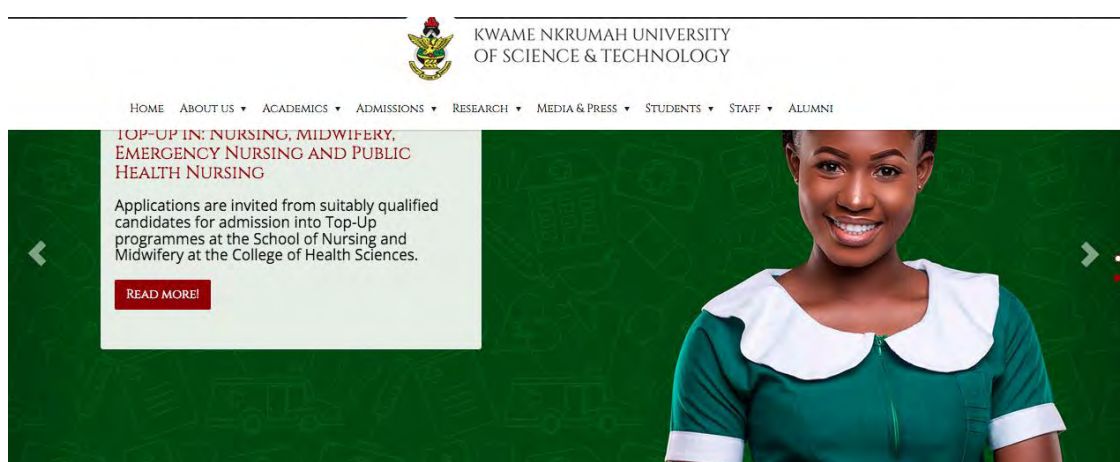 KWAME NKRUMAH UNIVERSITY
OF SCIENCE & TECHNOLOGY
HOME ABOUT US ▾ ACADEMICS ▾ ADMISSIONS ▾ RESEARCH ▾ MEDIA & PRESS ▾ STUDENTS ▾ STAFF ▾ ALUMNI
TOP-UP IN: NURSING, MIDWIFERY,
EMERGENCY NURSING AND PUBLIC
HEALTH NURSING
Applications are invited from suitably qualified
candidates for admission into Top-Up
programmes at the School of Nursing and
Midwifery at the College of Health Sciences.
READ MORE!